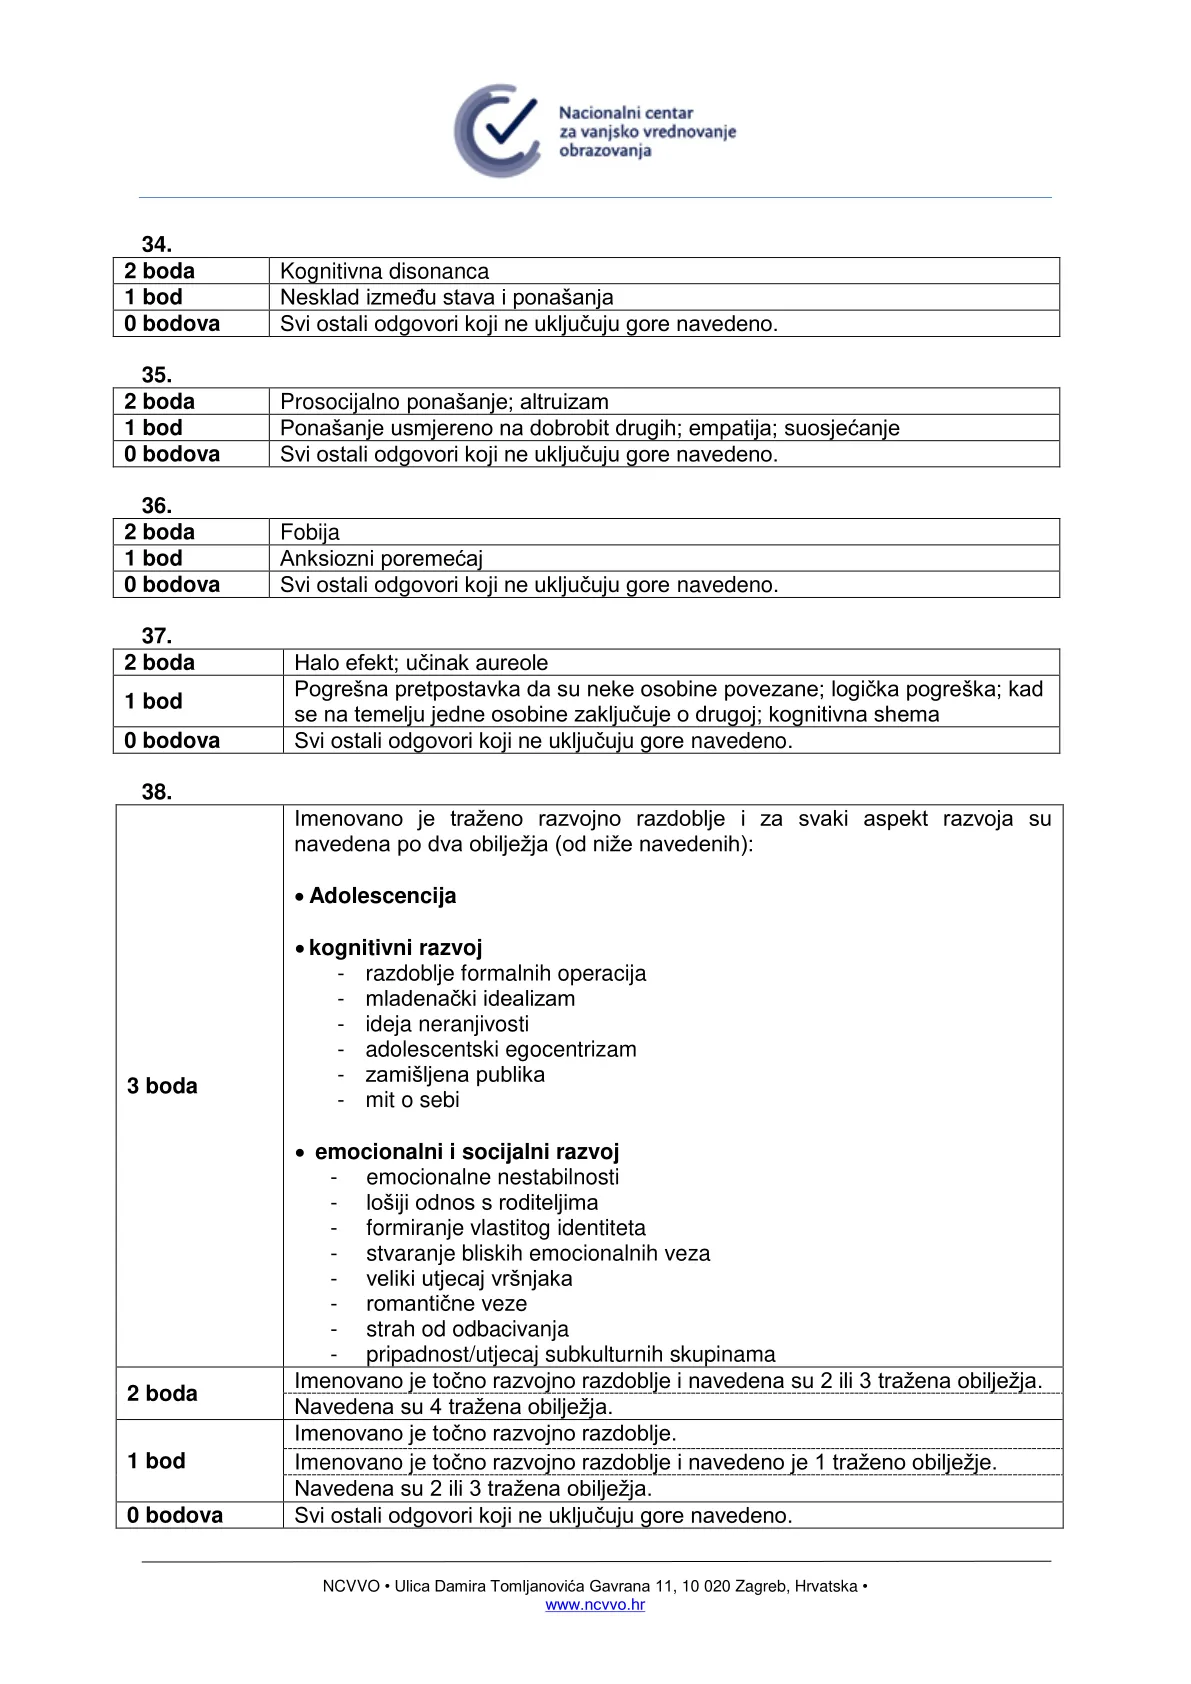 Nacionalni centar
za vanjsko vrednovanje
obrazovanja
34.
2 boda Kognitivna disonanca
1 bod Nesklad između stava i ponašanja
0 bodova Svi ostali odgovori koji ne uključuju gore navedeno.
35.
2 boda Prosocijalno ponašanje; altruizam
1 bod Ponašanje usmjereno na dobrobit drugih; empatija; suosjećanje
0 bodova Svi ostali odgovori koji ne uključuju gore navedeno.
36.
2 boda Fobija
1 bod Anksiozni poremećaj
0 bodova Svi ostali odgovori koji ne uključuju gore navedeno.
37.
2 boda Halo efekt; učinak aureole
1 bod Pogrešna pretpostavka da su neke osobine povezane; logička pogreška; kad
se na temelju jedne osobine zaključuje o drugoj; kognitivna shema
0 bodova Svi ostali odgovori koji ne uključuju gore navedeno.
38.
3 boda Imenovano je traženo razvojno razdoblje i za svaki aspekt razvoja su
navedena po dva obilježja (od niže navedenih):
• Adolescencija
• kognitivni razvoj
- razdoblje formalnih operacija
- mladenački idealizam
- ideja neranjivosti
- adolescentski egocentrizam
- zamišljena publika
- mit o sebi
• emocionalni i socijalni razvoj
- emocionalne nestabilnosti
- lošiji odnos s roditeljima
- formiranje vlastitog identiteta
- stvaranje bliskih emocionalnih veza
- veliki utjecaj vršnjaka
- romantične veze
- strah od odbacivanja
- pripadnost/utjecaj subkulturnih skupinama
2 boda Imenovano je točno razvojno razdoblje i navedena su 2 ili 3 tražena obilježja.
Navedena su 4 tražena obilježja.
1 bod Imenovano je točno razvojno razdoblje.
Imenovano je točno razvojno razdoblje i navedeno je 1 traženo obilježje.
Navedena su 2 ili 3 tražena obilježja.
0 bodova Svi ostali odgovori koji ne uključuju gore navedeno.
NCVVO • Ulica Damira Tomljanovića Gavrana 11, 10 020 Zagreb, Hrvatska •
www.ncvvo.hr